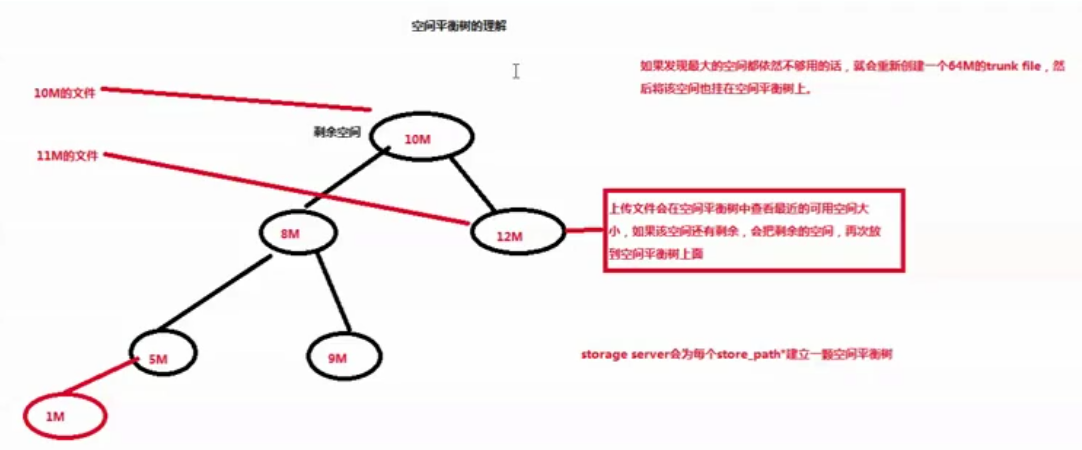 空间平衡树的理解
如果发现最大的空间都依然不够用的话，就会重新创建一个64M的trunk file，然
后将该空间也挂在空间平衡树上。
10M的文件
剩余空间
10M
11M的文件
上传文件会在空间平衡树中查看最近的可用空间大
小，如果该空间还有剩余，会把剩余的空间，再次放
到空间平衡树上面
8M
12M
5M
9M
storage server会为每个store_path*建立一颗空间平衡树
1M